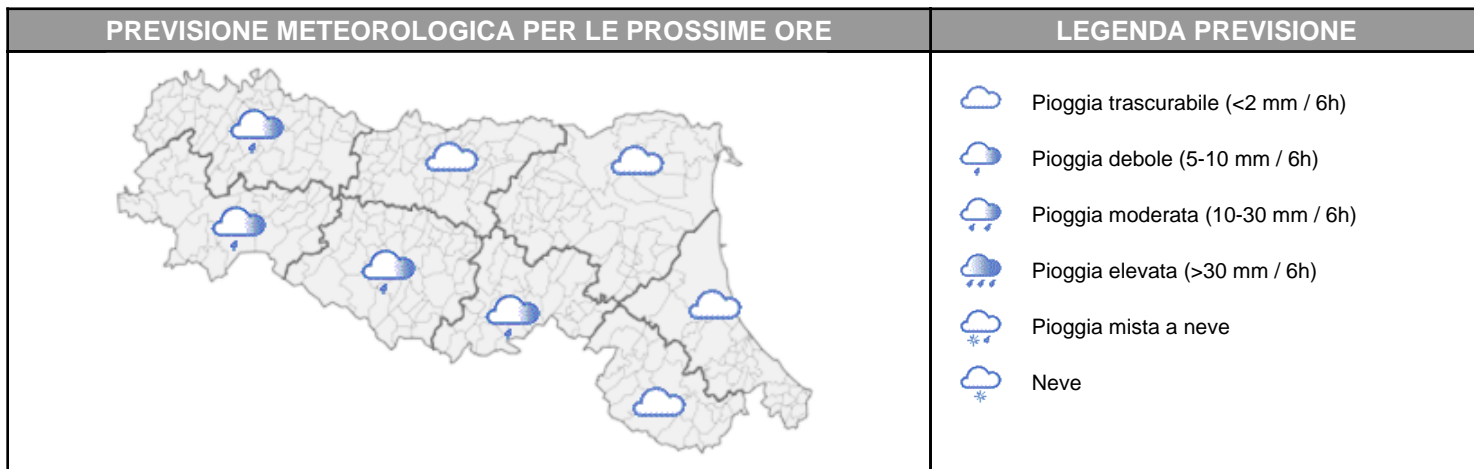 PREVISIONE METEOROLOGICA PER LE PROSSIME ORE
LEGENDA PREVISIONE
Pioggia trascurabile (<2 mm / 6h)
Pioggia debole (5-10 mm / 6h)
Pioggia moderata (10-30 mm / 6h)
Pioggia elevata (>30 mm / 6h)
Pioggia mista a neve
Neve